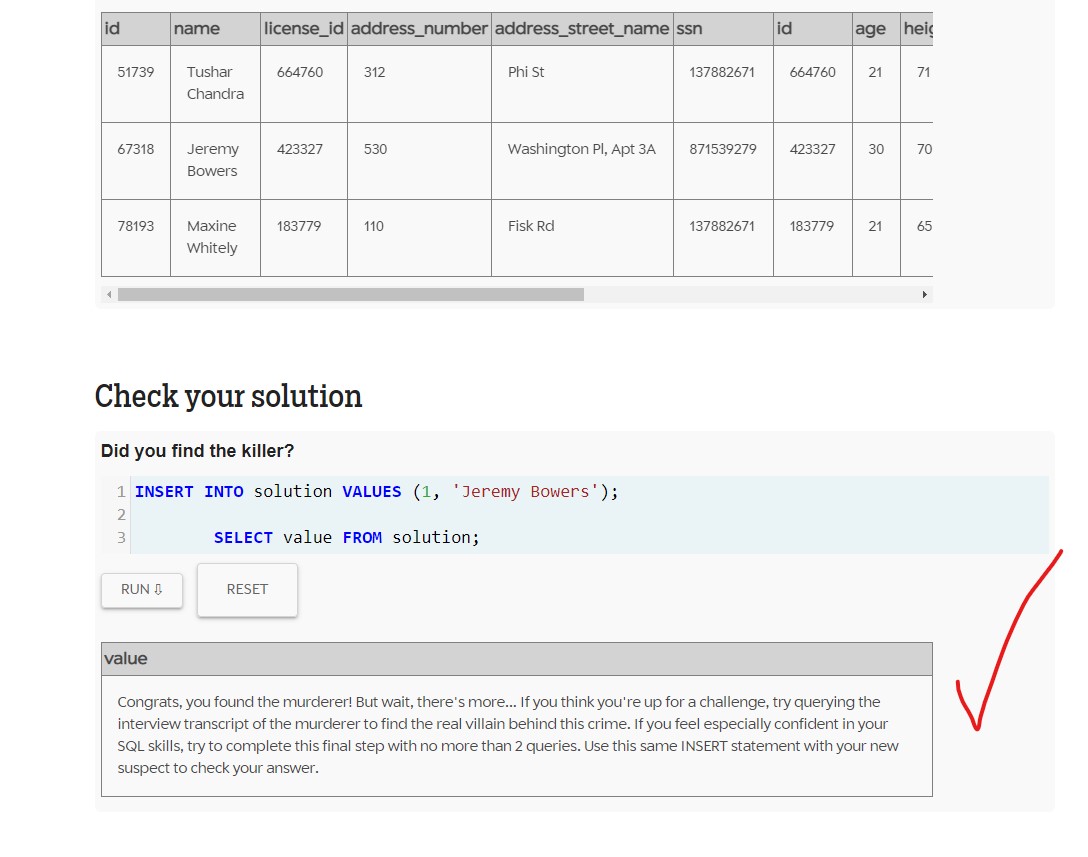 id name license_id address_number address_street_name ssn id age heig
51739 Tushar Chandra 664760 312 Phi St 137882671 664760 21 71
67318 Jeremy Bowers 423327 530 Washington Pl, Apt 3A 871539279 423327 30 70
78193 Maxine Whitely 183779 110 Fisk Rd 137882671 183779 21 65
Check your solution
Did you find the killer?
1 INSERT INTO solution VALUES (1, 'Jeremy Bowers');
2
3 SELECT value FROM solution;
RUN ⇩ RESET
value
Congrats, you found the murderer! But wait, there's more... If you think you're up for a challenge, try querying the
interview transcript of the murderer to find the real villain behind this crime. If you feel especially confident in your
SQL skills, try to complete this final step with no more than 2 queries. Use this same INSERT statement with your new
suspect to check your answer.